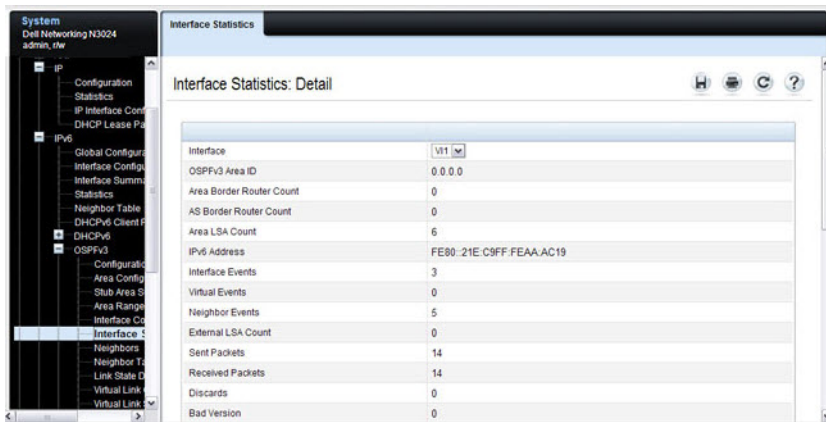 System
Dell Networking N3024
admin, r/w
IP
Configuration
Statistics
IP Interface Conf
DHCP Lease Pa
IPv6
Global Configura
Interface Configu
Interface Summa
Statistics
Neighbor Table
DHCPv6 Client P
DHCPv6
OSPFv3
Configuratio
Area Config
Stub Area S
Area Range
Interface Co
Interface S
Neighbors
Neighbor Ta
Link State D
Virtual Link
Virtual Link
Interface Statistics
Interface Statistics: Detail
?
Interface Vl1
OSPFv3 Area ID 0.0.0.0
Area Border Router Count 0
AS Border Router Count 0
Area LSA Count 6
IPv6 Address FE80::21E:C9FF:FEAA:AC19
Interface Events 3
Virtual Events 0
Neighbor Events 5
External LSA Count 0
Sent Packets 14
Received Packets 14
Discards 0
Bad Version 0